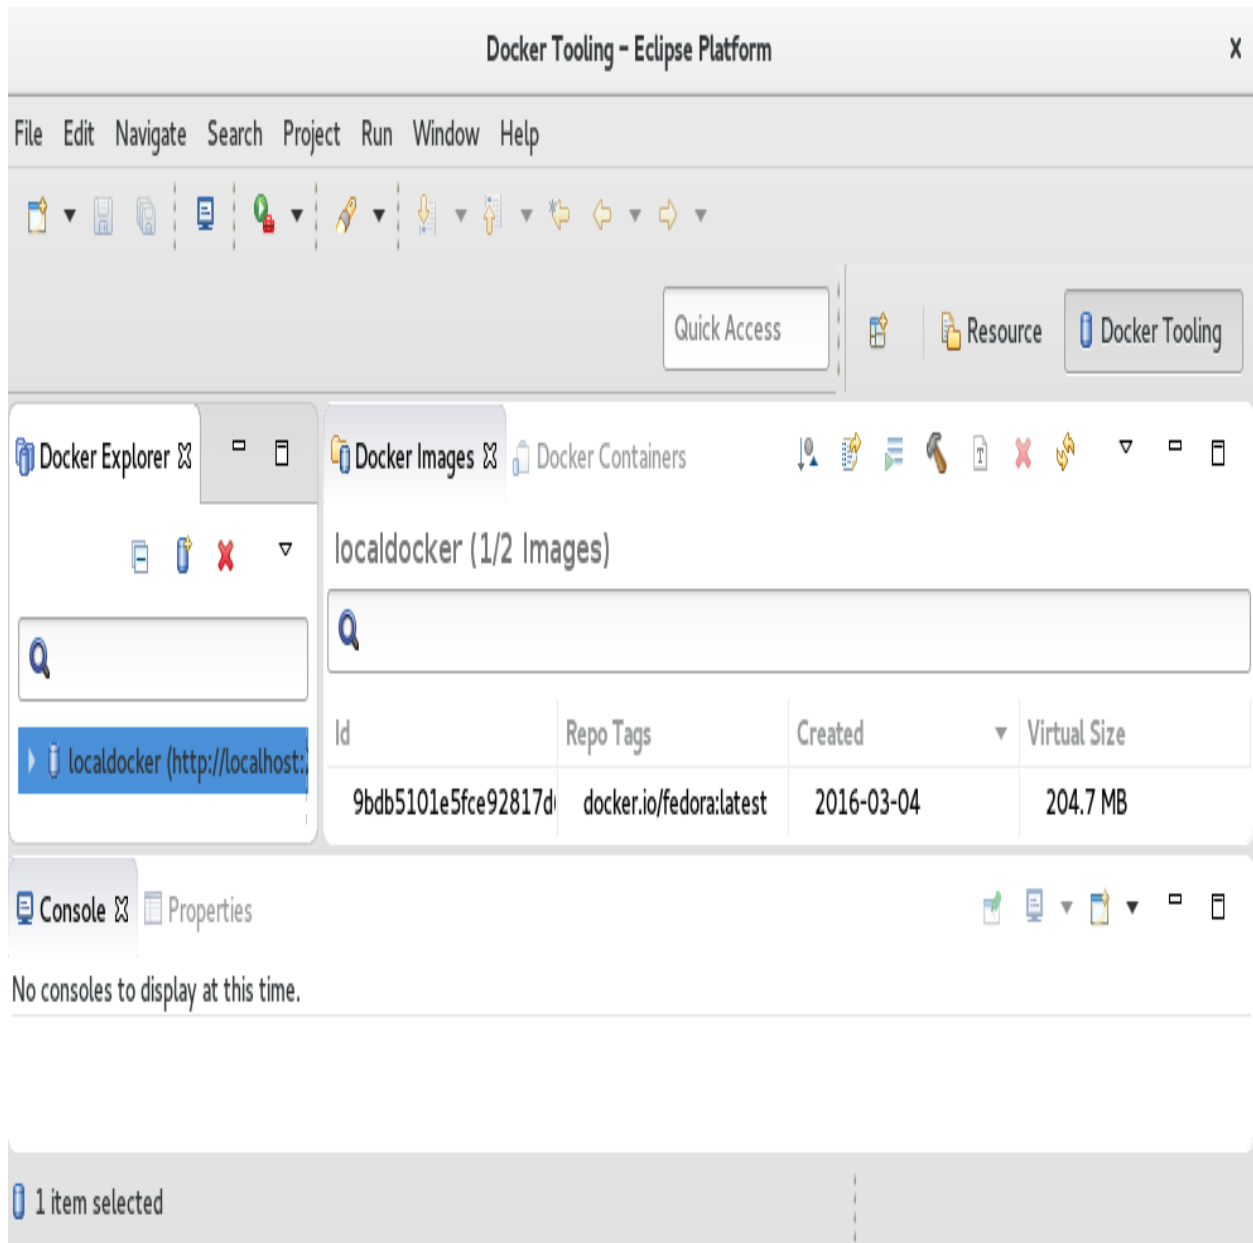 Docker Tooling – Eclipse Platform
File Edit Navigate Search Project Run Window Help
Quick Access Resource Docker Tooling
Docker Explorer Docker Images Docker Containers
localdocker (1/2 Images)
Id Repo Tags Created Virtual Size
localdocker (http://localhost:
9bdb5101e5fce92817d docker.io/fedora:latest 2016-03-04 204.7 MB
Console Properties
No consoles to display at this time.
1 item selected